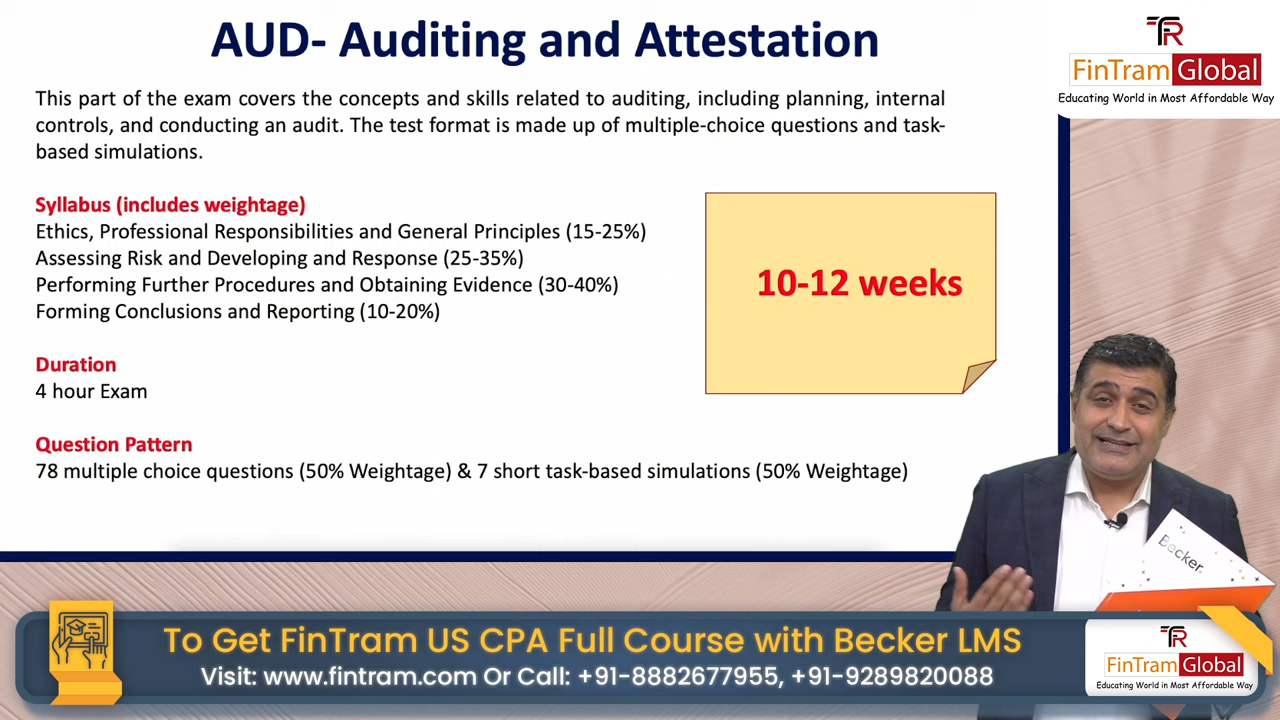 AUD- Auditing and Attestation
FR
FinTram Global
Educating World in Most Affordable Way
This part of the exam covers the concepts and skills related to auditing, including planning, internal
controls, and conducting an audit. The test format is made up of multiple-choice questions and task-
based simulations.
Syllabus (includes weightage)
Ethics, Professional Responsibilities and General Principles (15-25%)
Assessing Risk and Developing and Response (25-35%)
Performing Further Procedures and Obtaining Evidence (30-40%)
Forming Conclusions and Reporting (10-20%)
10-12 weeks
Duration
4 hour Exam
Question Pattern
78 multiple choice questions (50% Weightage) & 7 short task-based simulations (50% Weightage)
Becker.
To Get FinTram US CPA Full Course with Becker LMS
Visit: www.fintram.com Or Call: +91-8882677955, +91-9289820088
FR
FinTram Global
Educating World in Most Affordable Way